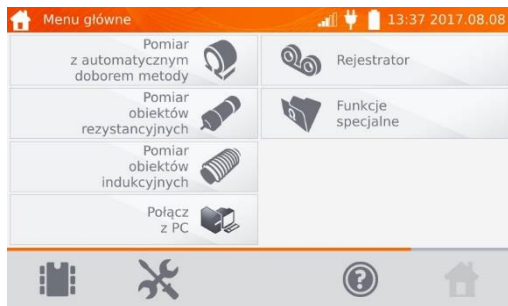 Menu główne
13:37 2017.08.08
Pomiar
z automatycznym
doborem metody
Rejestrator
Pomiar
obiektów
rezystancyjnych
Funkcje
specjalne
Pomiar
obiektów
indukcyjnych
Połącz
z PC